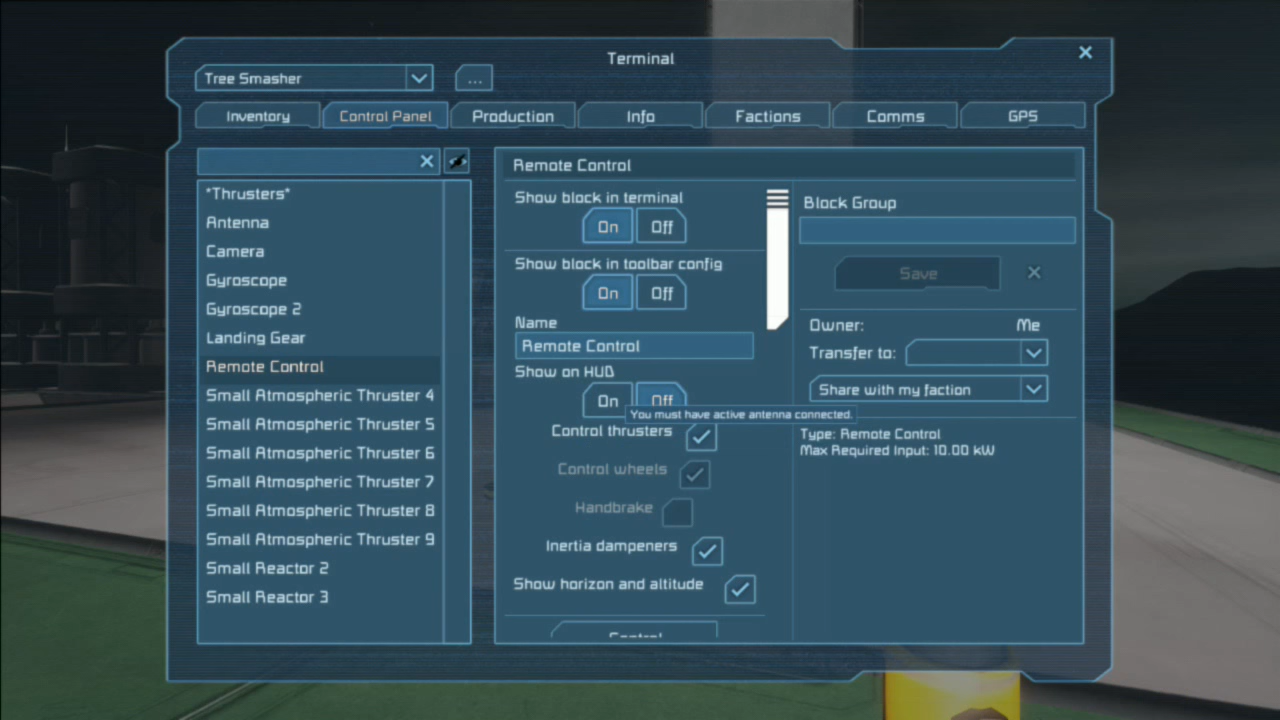 Terminal
Tree Smasher
...
Inventory
Control Panel
Production
Info
Factions
Comms
GPS
*Thrusters*
Antenna
Camera
Gyroscope
Gyroscope 2
Landing Gear
Remote Control
Small Atmospheric Thruster 4
Small Atmospheric Thruster 5
Small Atmospheric Thruster 6
Small Atmospheric Thruster 7
Small Atmospheric Thruster 8
Small Atmospheric Thruster 9
Small Reactor 2
Small Reactor 3
Remote Control
Show block in terminal
On Off
Show block in toolbar config
On Off
Name
Remote Control
Show on HUD
On Off
You must have active antenna connected.
Control thrusters
Control wheels
Handbrake
Inertia dampeners
Show horizon and altitude
Control
Block Group
Save
Owner: Me
Transfer to:
Share with my faction
Type: Remote Control
Max Required Input: 10.00 kW